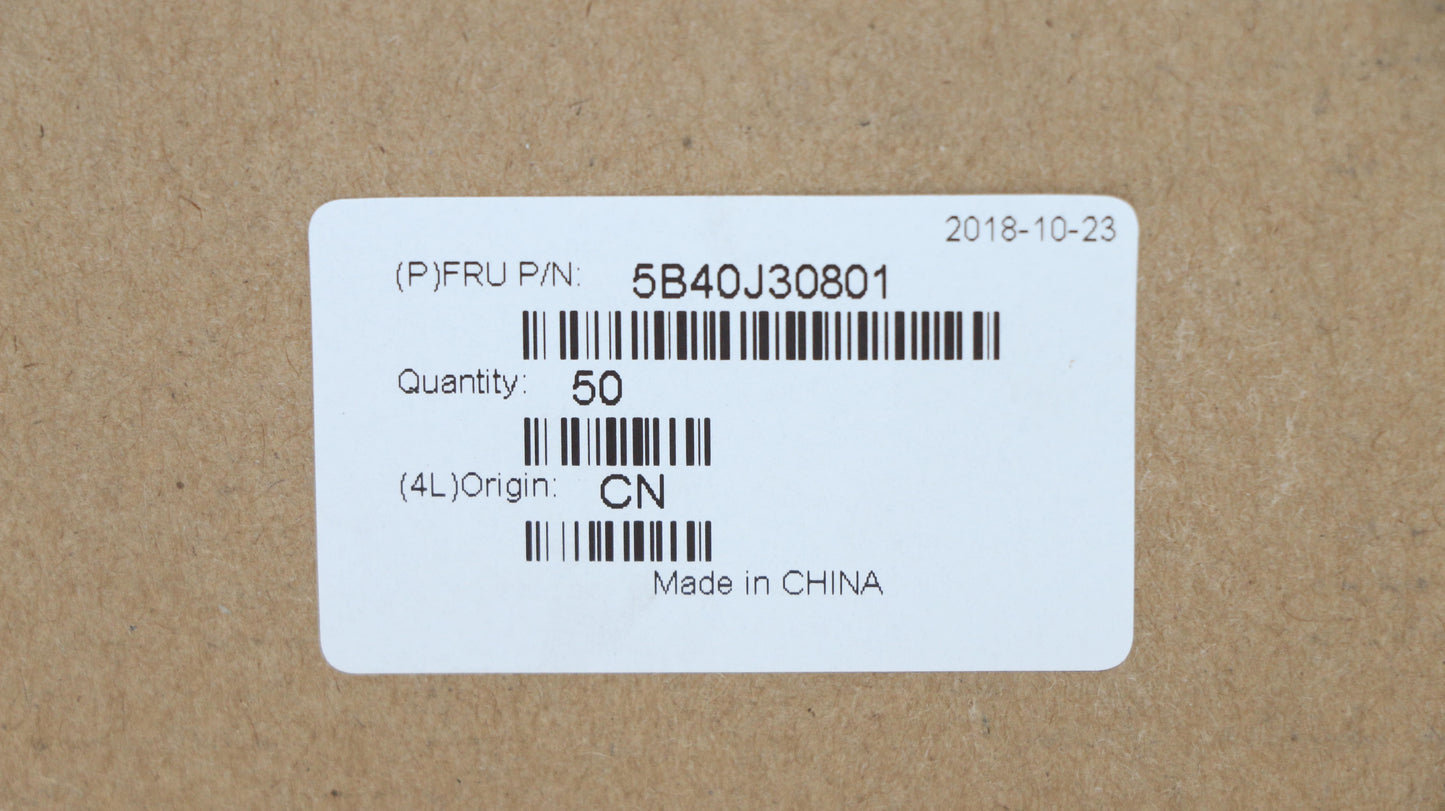 2018-10-23
(P)FRU P/N: 5B40J30801
Quantity: 50
(4L)Origin: CN
Made in CHINA